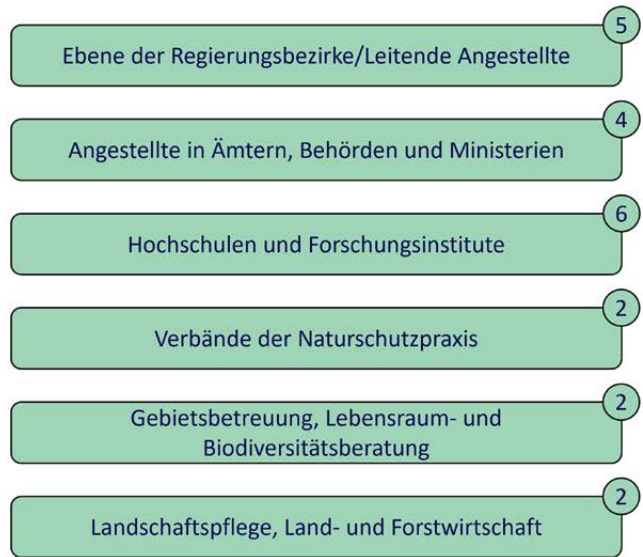 5
Ebene der Regierungsbezirke/Leitende Angestellte
4
Angestellte in Ämtern, Behörden und Ministerien
6
Hochschulen und Forschungsinstitute
2
Verbände der Naturschutzpraxis
2
Gebietsbetreuung, Lebensraum- und
Biodiversitätsberatung
2
Landschaftspflege, Land- und Forstwirtschaft